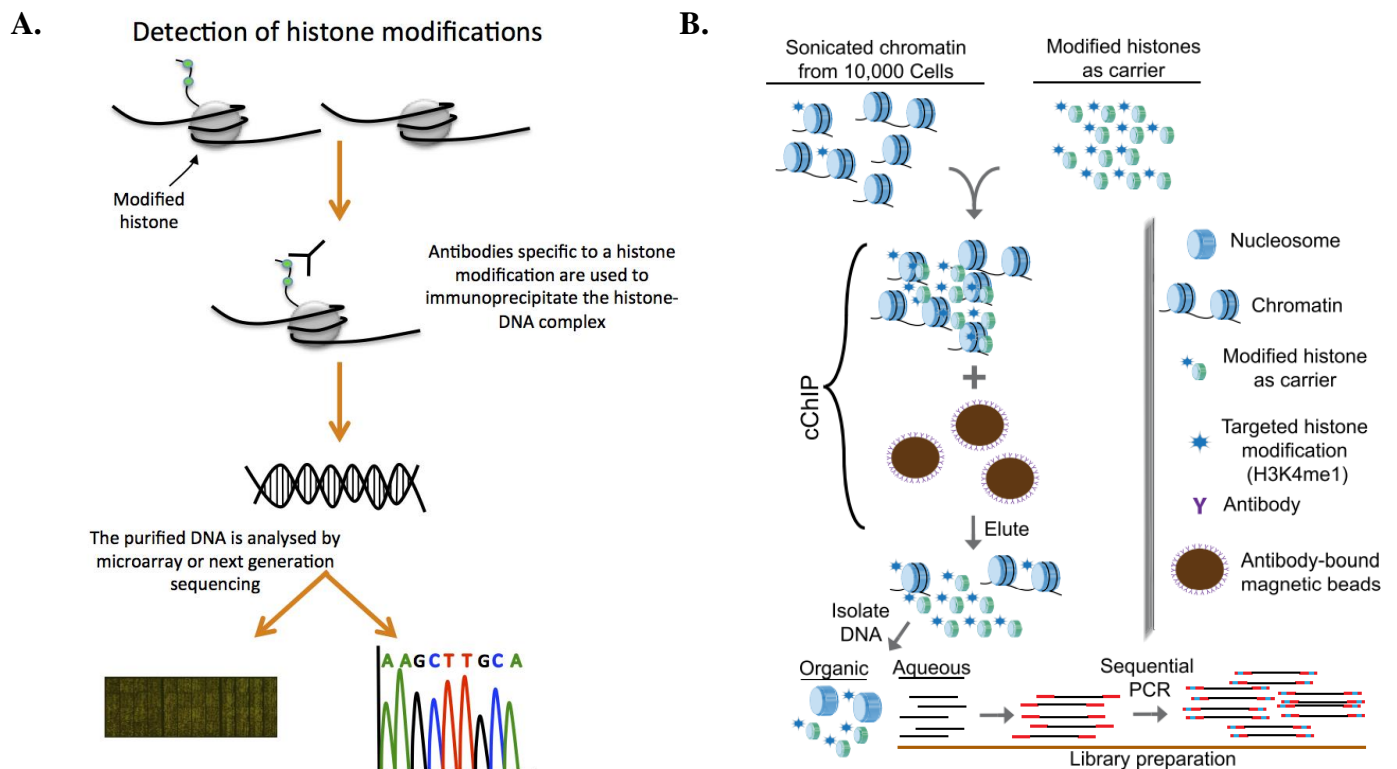 A.
Detection of histone modifications
Modified
histone
Antibodies specific to a histone
modification are used to
immunoprecipitate the histone-
DNA complex
The purified DNA is analysed by
microarray or next generation
sequencing
A AGCT TGCA
B.
Sonicated chromatin
from 10,000 Cells
Modified histones
as carrier
cChIP
+
Elute
Isolate
DNA
Organic
Aqueous
Sequential
PCR
Library preparation
Nucleosome
Chromatin
Modified histone
as carrier
Targeted histone
modification
(H3K4me1)
Antibody
Antibody-bound
magnetic beads